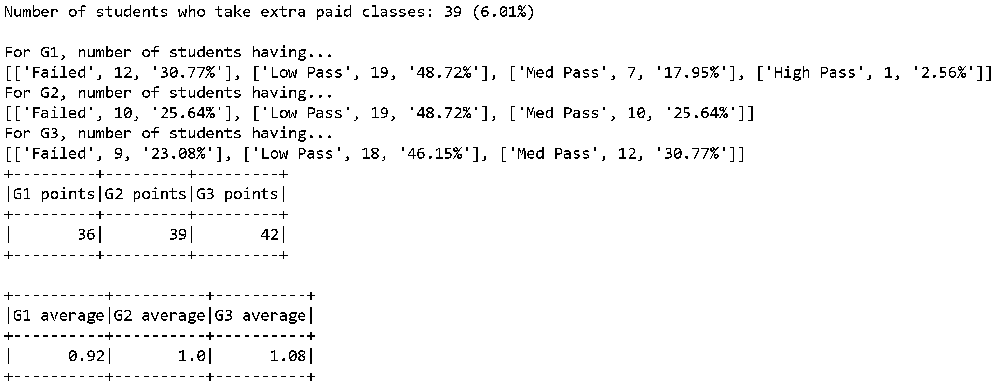 Number of students who take extra paid classes: 39 (6.01%)

For G1, number of students having...
[['Failed', 12, '30.77%'], ['Low Pass', 19, '48.72%'], ['Med Pass', 7, '17.95%'], ['High Pass', 1, '2.56%']]
For G2, number of students having...
[['Failed', 10, '25.64%'], ['Low Pass', 19, '48.72%'], ['Med Pass', 10, '25.64%']]
For G3, number of students having...
[['Failed', 9, '23.08%'], ['Low Pass', 18, '46.15%'], ['Med Pass', 12, '30.77%']]
+---------+---------+---------+
|G1 points|G2 points|G3 points|
+---------+---------+---------+
|       36|       39|       42|
+---------+---------+---------+

+----------+----------+----------+
|G1 average|G2 average|G3 average|
+----------+----------+----------+
|      0.92|       1.0|      1.08|
+----------+----------+----------+